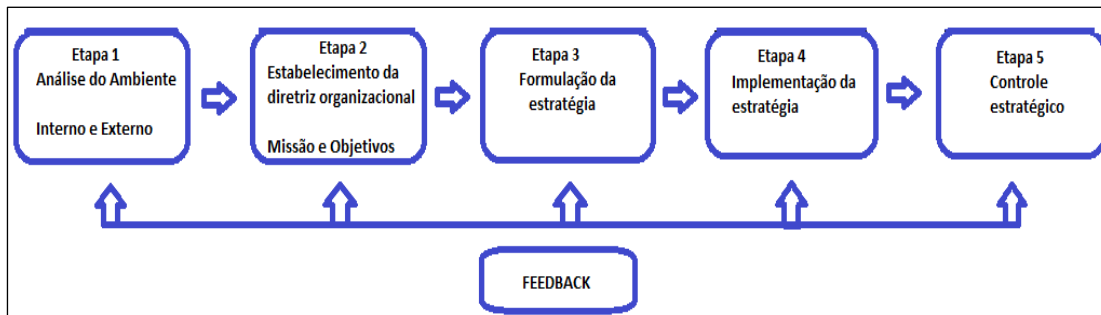 Etapa 1
Análise do Ambiente
Interno e Externo
Etapa 2
Estabelecimento da
diretriz organizacional
Missão e Objetivos
Etapa 3
Formulação da
estratégia
Etapa 4
Implementação da
estratégia
Etapa 5
Controle
estratégico
FEEDBACK